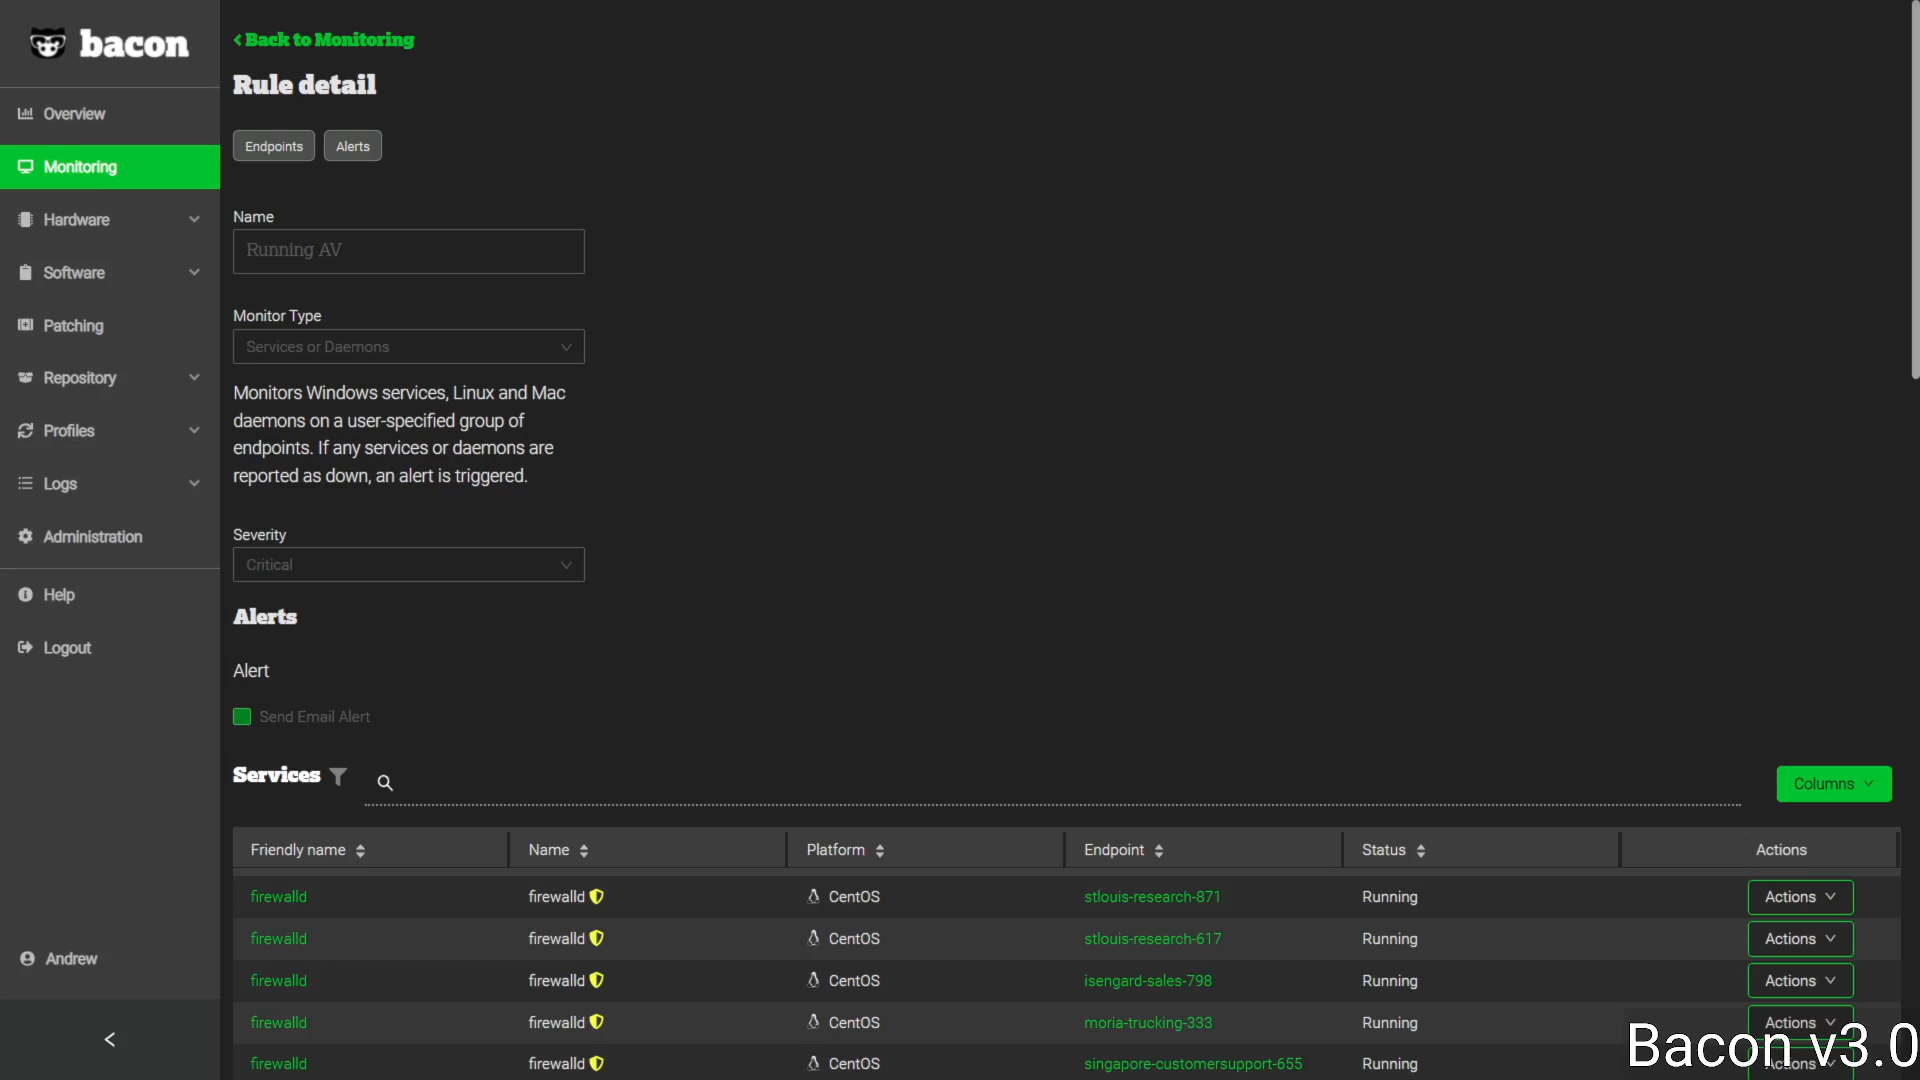 bacon
Overview
Monitoring
Hardware
Software
Patching
Repository
Profiles
Logs
Administration
Help
Logout
Andrew
Back to Monitoring
Rule detail
Endpoints Alerts
Name
Running AV
Monitor Type
Services or Daemons
Monitors Windows services, Linux and Mac
daemons on a user-specified group of
endpoints. If any services or daemons are
reported as down, an alert is triggered.
Severity
Critical
Alerts
Alert
Send Email Alert
Services Columns
Friendly name Name Platform Endpoint Status Actions
firewalld firewalld CentOS stlouis-research-871 Running Actions
firewalld firewalld CentOS stlouis-research-617 Running Actions
firewalld firewalld CentOS isengard-sales-798 Running Actions
firewalld firewalld CentOS moria-trucking-333 Running Actions
firewalld firewalld CentOS singapore-customersupport-655 Running Actions
Bacon v3.0